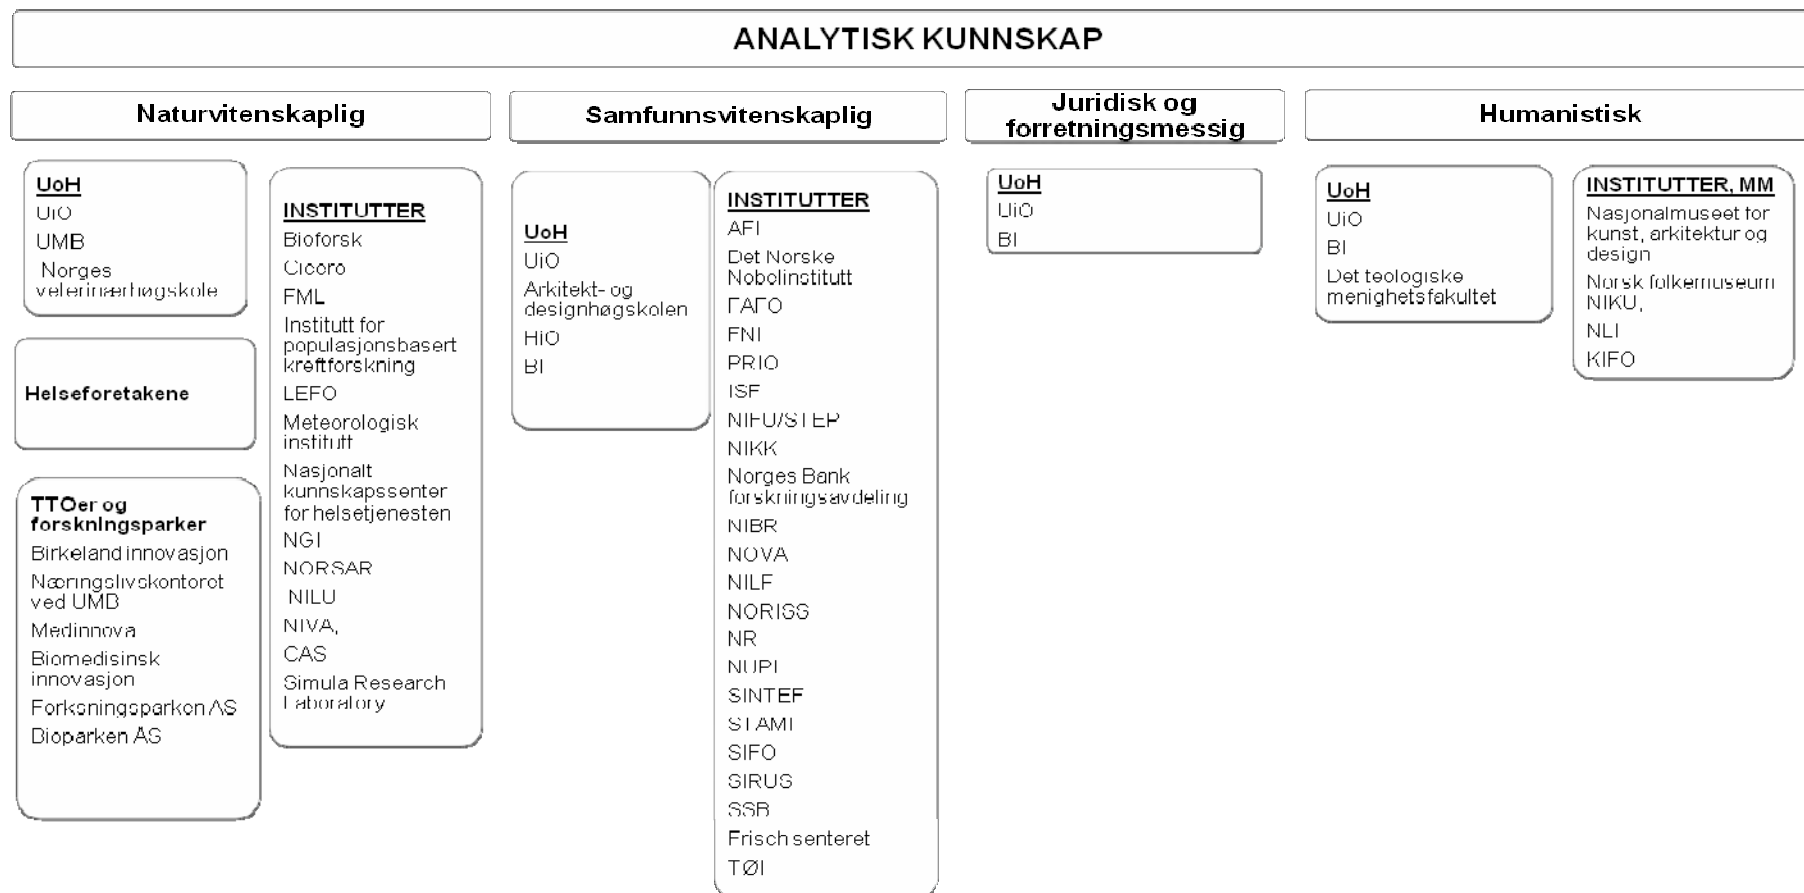 ANALYTISK KUNNSKAP
Naturvitenskaplig
UoH
UiO
UMB
Norges
veterinærhøgskole
Helseforetakene
TTOer og
forskningsparker
Birkeland innovasjon
Næringslivskontoret
ved UMB
Medinnova
Biomedisinsk
innovasjon
Forksningsparken AS
Bioparken ÅS
INSTITUTTER
Bioforsk
Cicero
FML
Institutt for
populasjonsbasert
kreftforskning
LEFO
Meteorologisk
institutt
Nasjonalt
kunnskapssenter
for helsetjenesten
NGI
NORSAR
NILU
NIVA,
CAS
Simula Research
Laboratory
Samfunnsvitenskaplig
UoH
UiO
Arkitekt- og
designhøgskolen
HiO
BI
INSTITUTTER
AFI
Det Norske
Nobolinstitutt
FAFO
FNI
PRIO
ISF
NIFU/STEP
NIKK
Norges Bank
forskningsavdeling
NIBR
NOVA
NILF
NORISS
NR
NUPI
SINTEF
STAMI
SIFO
SIRUS
SSB
Frisch senteret
TØI
Juridisk og
forretningsmessig
UoH
UiO
BI
Humanistisk
UoH
UiO
BI
Det teologiske
menighetsfakultet
INSTITUTTER, MM
Nasjonalmuseet for
kunst, arkitektur og
design
Norsk folkemuseum
NIKU,
NLI
KIFO